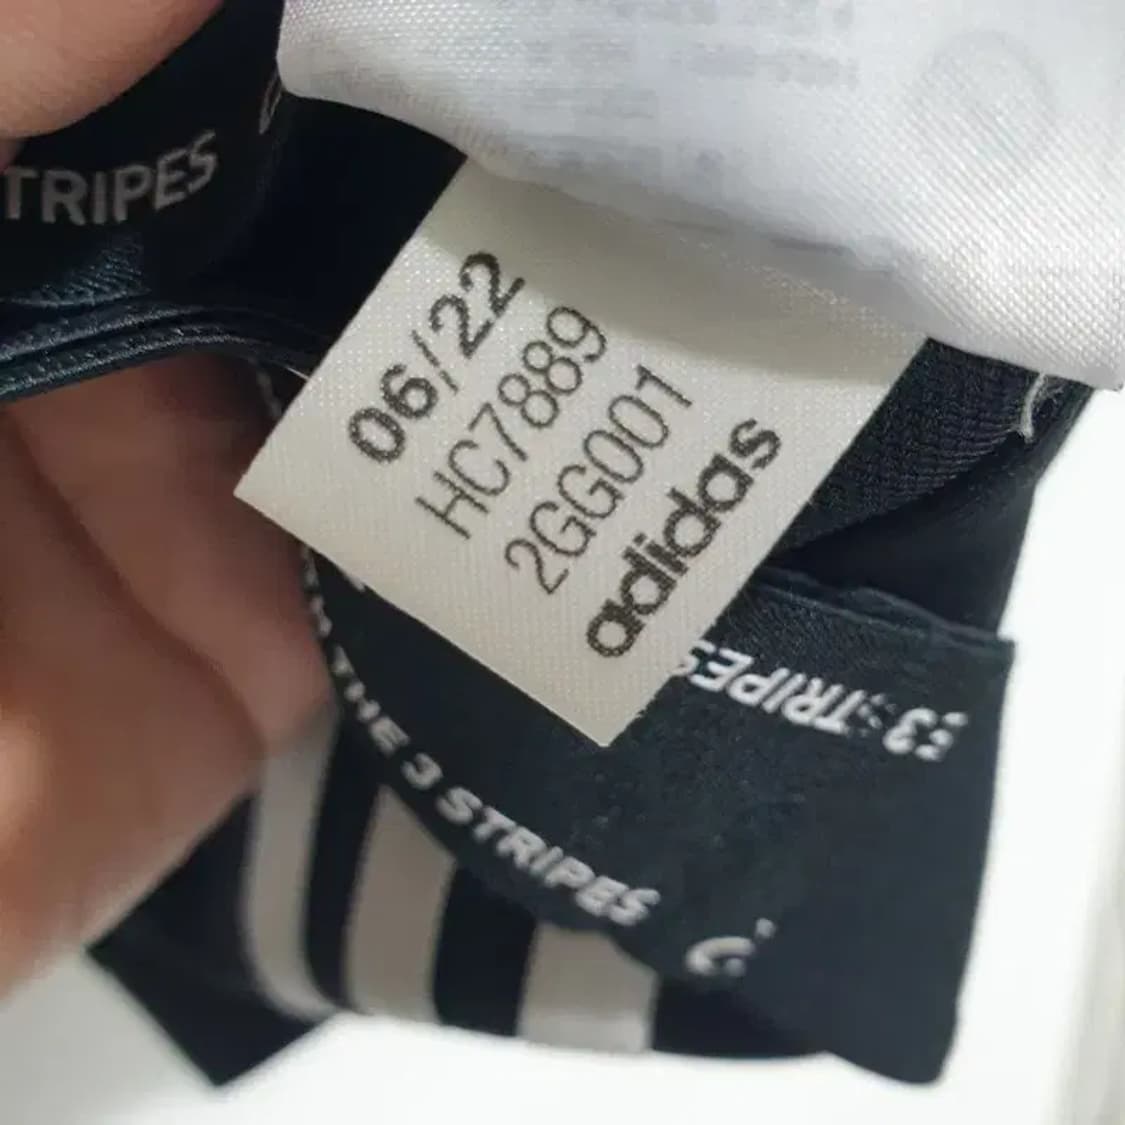 TRIPES
06/22
HC7889
2GG001
adidas
3 STRIPES
THE 3 STRIPES